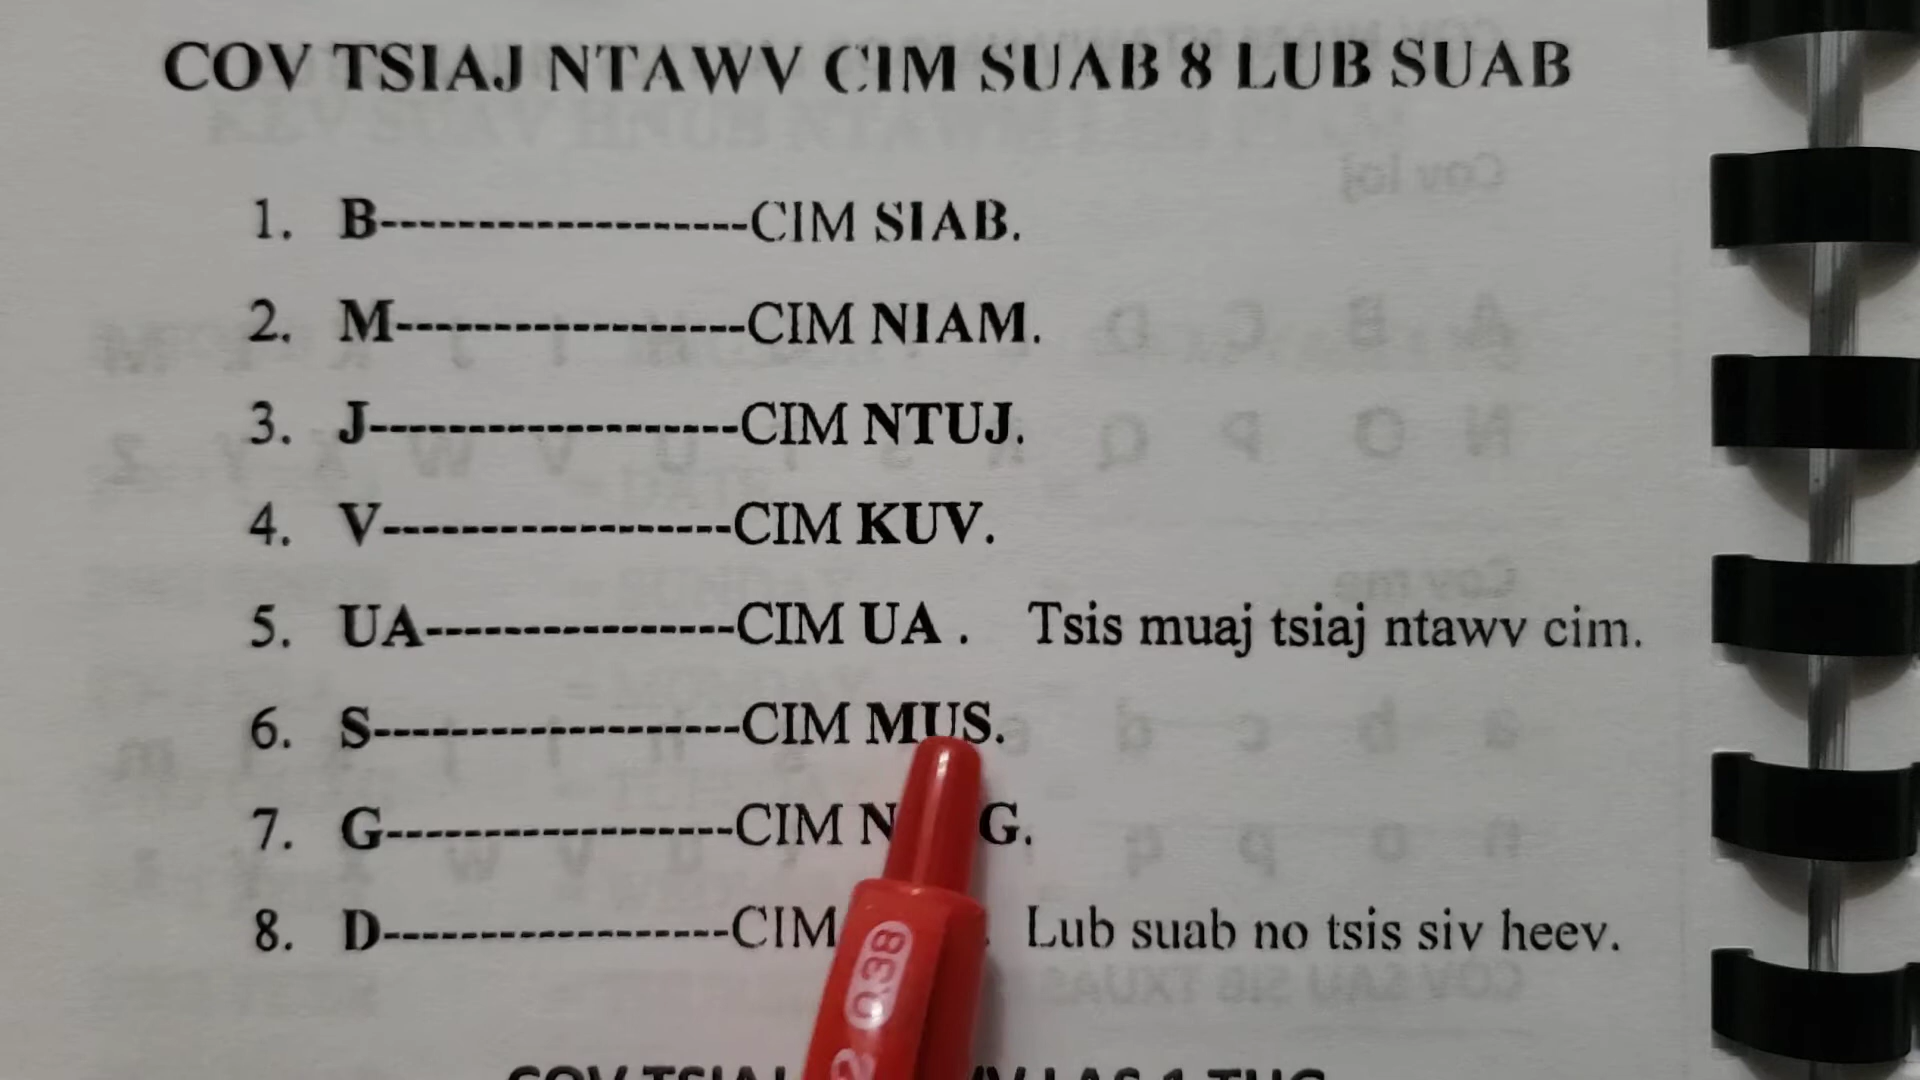 COV TSIAJ NTAWV CIM SUAB 8 LUB SUAB
1. B------------------CIM SIAB.
2. M------------------CIM NIAM.
3. J------------------CIM NTUJ.
4. V------------------CIM KUV.
5. UA---------------CIM UA . Tsis muaj tsiaj ntawv cim.
6. S------------------CIM MUS.
7. G-----------------CIM
8. D-----------------CIM Lub suab no tsis siv heev.
0.38